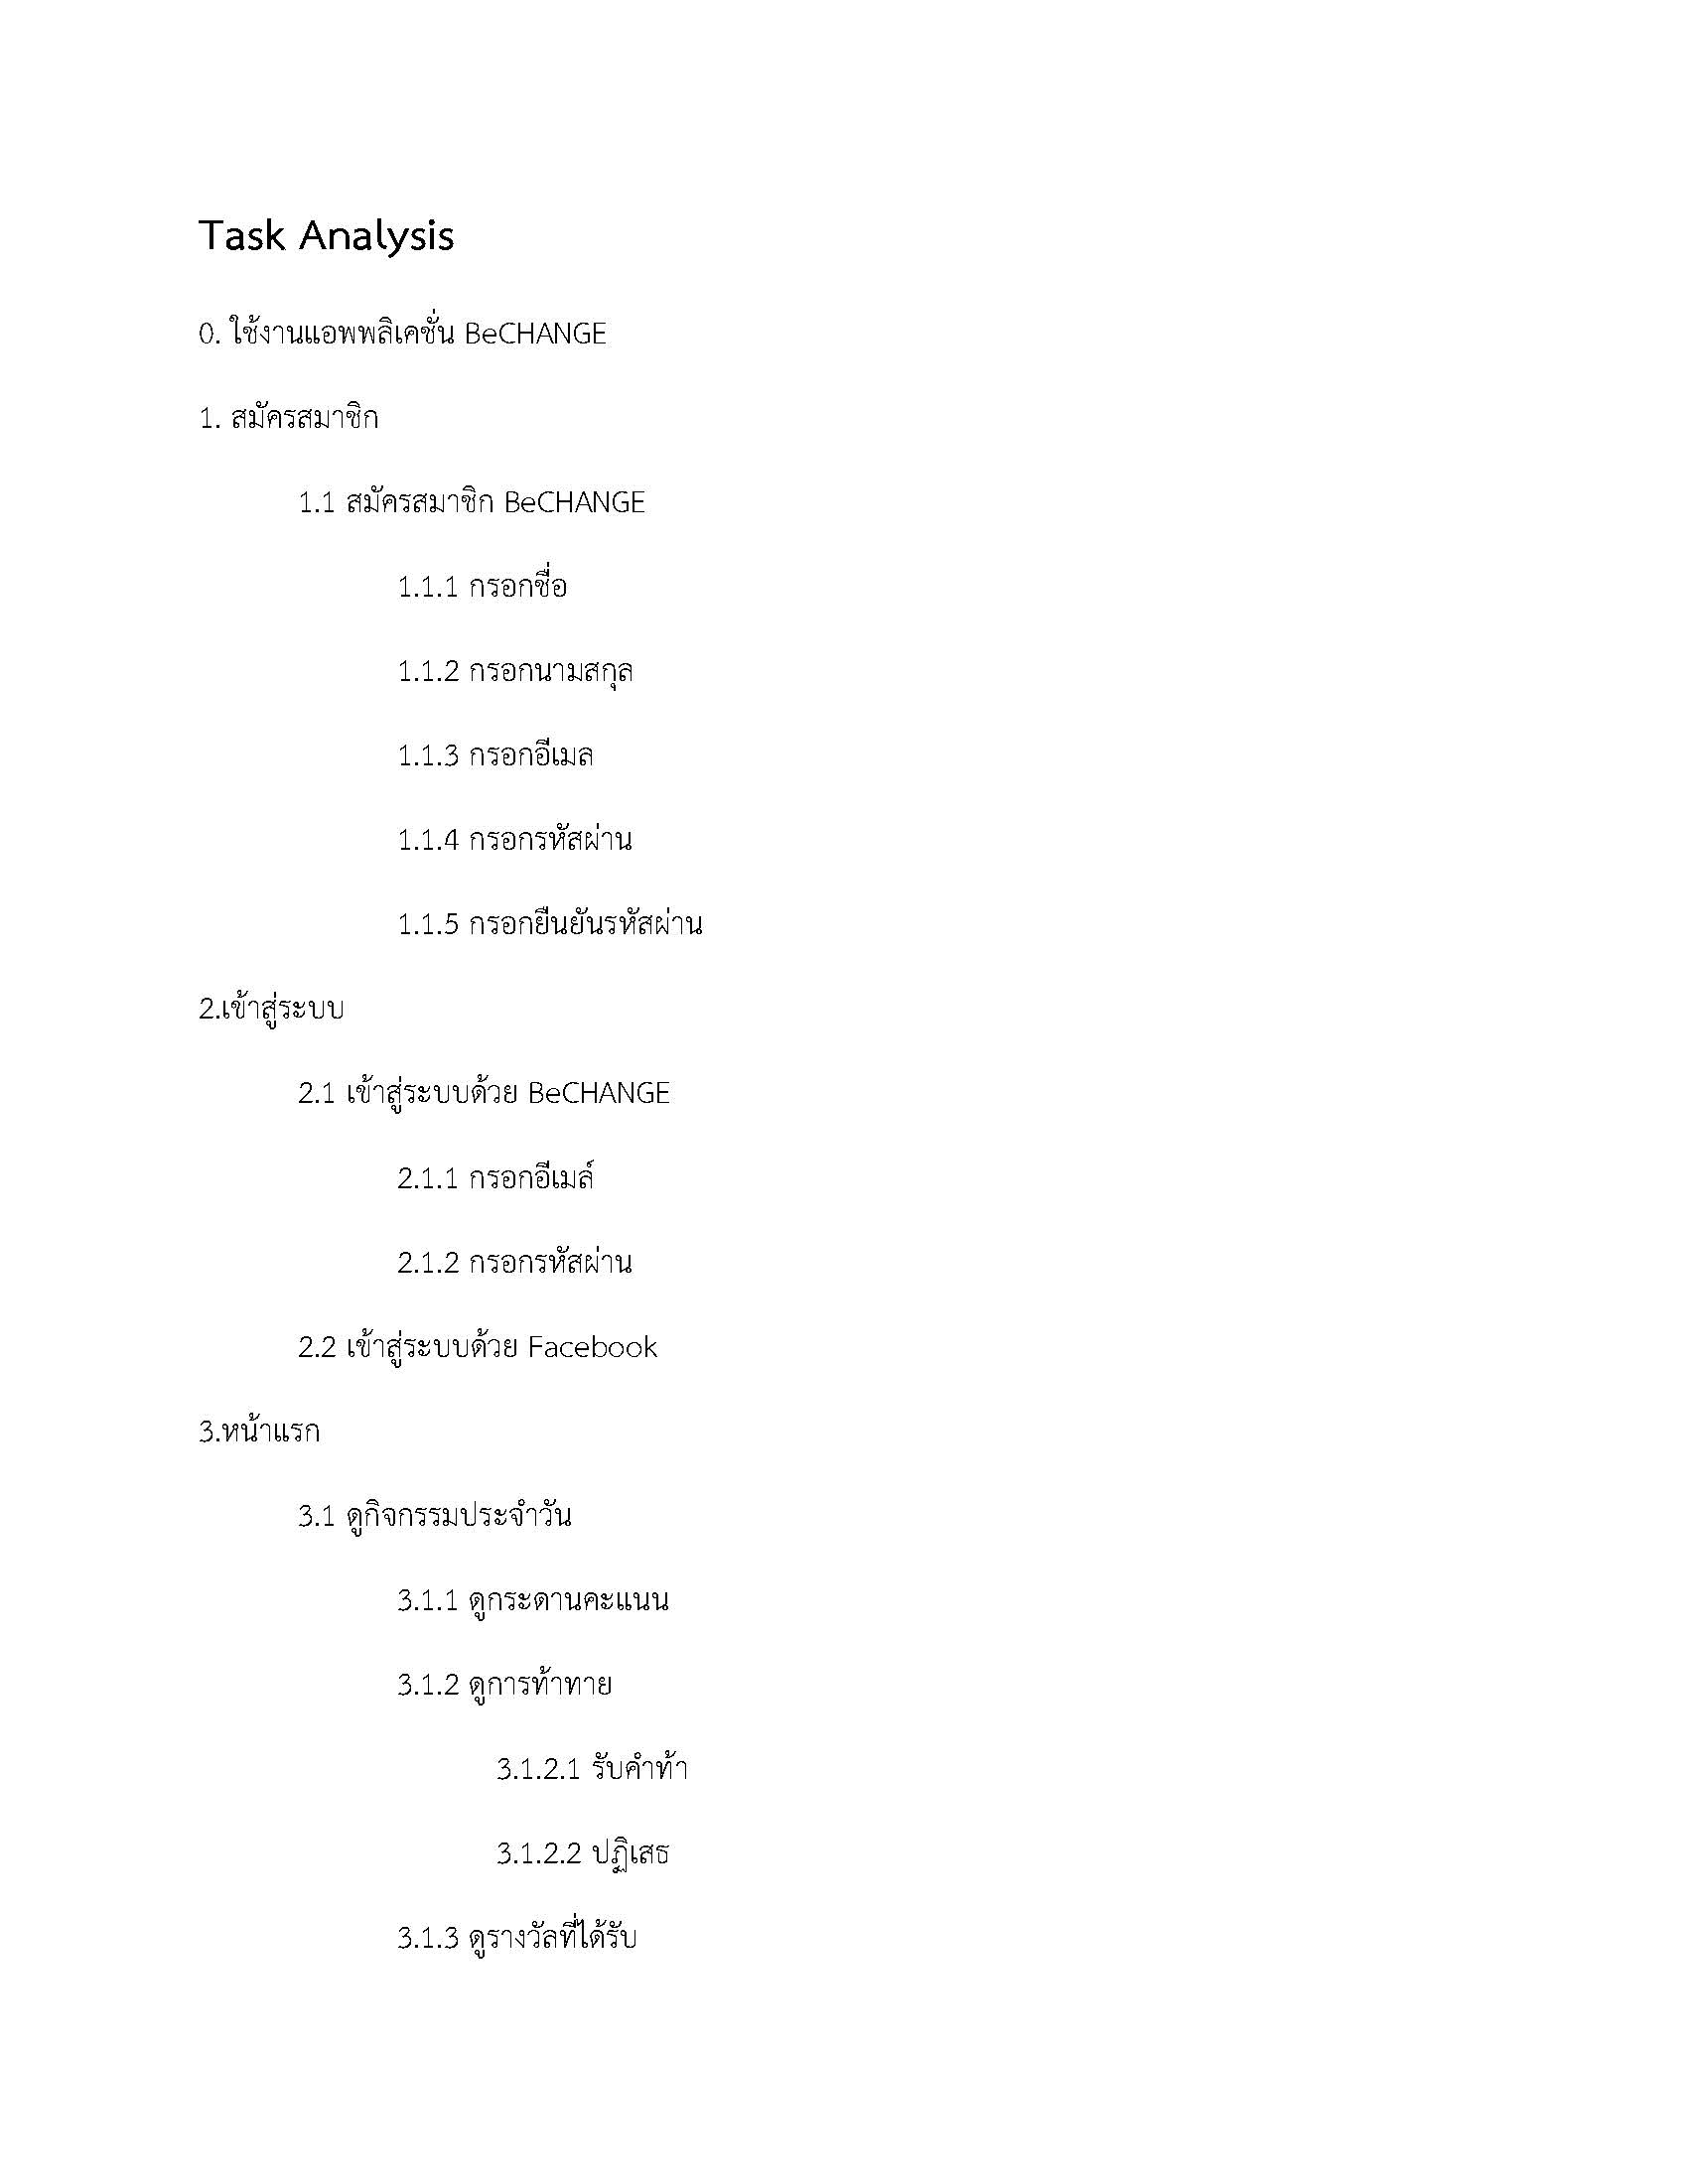 Task Analysis
0. ใช้งานแอพพลิเคชั่น BeCHANGE
1. สมัครสมาชิก
1.1 สมัครสมาชิก BeCHANGE
1.1.1 กรอกชื่อ
1.1.2 กรอกนามสกุล
1.1.3 กรอกอีเมล
1.1.4 กรอกรหัสผ่าน
1.1.5 กรอกยืนยันรหัสผ่าน
2.เข้าสู่ระบบ
2.1 เข้าสู่ระบบด้วย BeCHANGE
2.1.1 กรอกอีเมล์
2.1.2 กรอกรหัสผ่าน
2.2 เข้าสู่ระบบด้วย Facebook
3.หน้าแรก
3.1 ดูกิจกรรมประจำวัน
3.1.1 ดูกระดานคะแนน
3.1.2 ดูการท้าทาย
3.1.2.1 รับคำท้า
3.1.2.2 ปฏิเสธ
3.1.3 ดูรางวัลที่ได้รับ